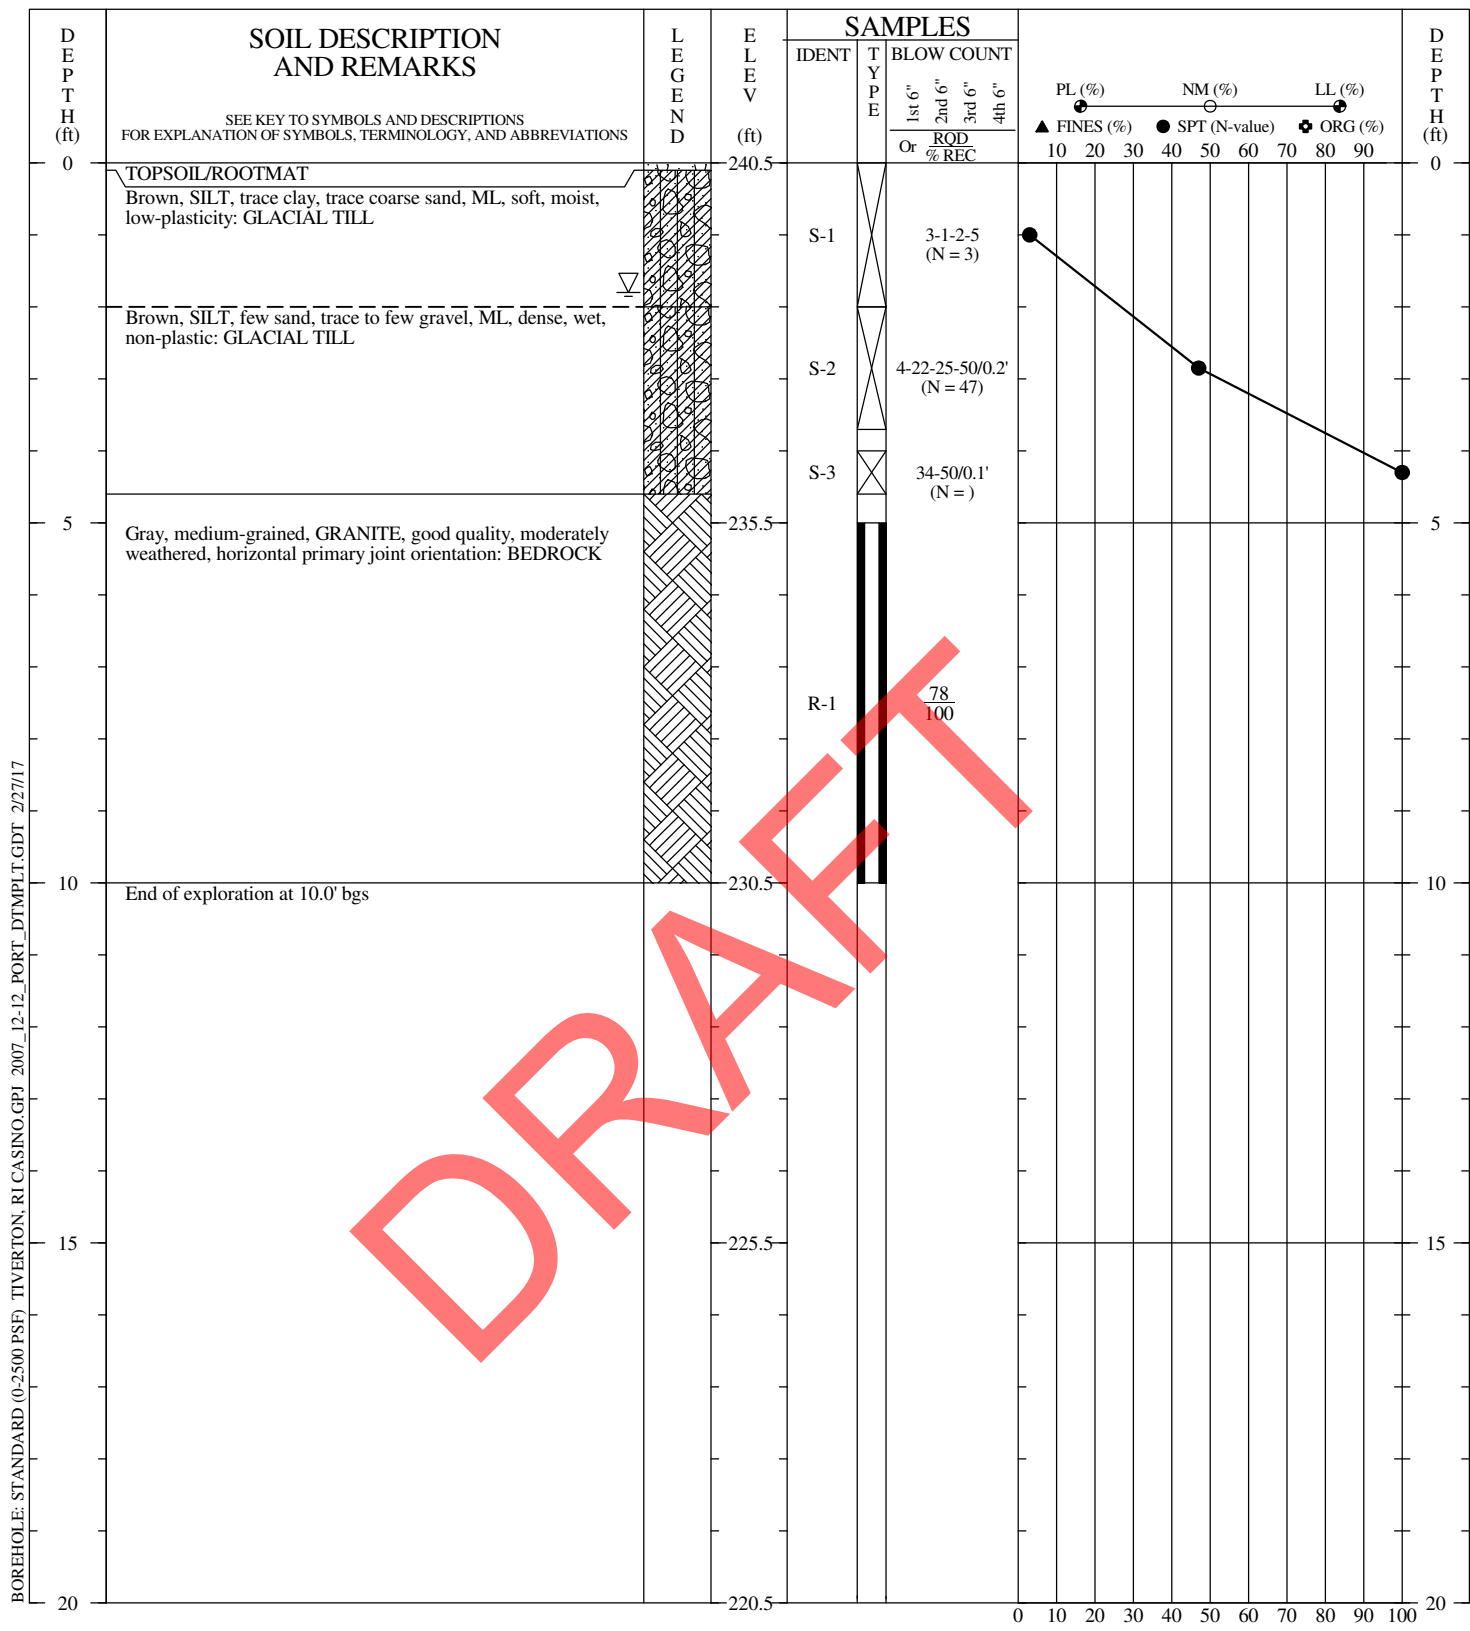 DEPTH (ft)
SOIL DESCRIPTION
AND REMARKS
SEE KEY TO SYMBOLS AND DESCRIPTIONS
FOR EXPLANATION OF SYMBOLS, TERMINOLOGY, AND ABBREVIATIONS
LEGEND
ELEV (ft)
SAMPLES
IDENT
TYPE
BLOW COUNT
1st 6"
2nd 6"
3rd 6"
4th 6"
Or RQD
% REC
PL (%) NM (%) LL (%)
FINES (%) SPT (N-value) ORG (%)
10 20 30 40 50 60 70 80 90
DEPTH (ft)
0 240.5 0
TOPSOIL/ROOTMAT
Brown, SILT, trace clay, trace coarse sand, ML, soft, moist,
low-plasticity: GLACIAL TILL
S-1 3-1-2-5
(N = 3)
Brown, SILT, few sand, trace to few gravel, ML, dense, wet,
non-plastic: GLACIAL TILL
S-2 4-22-25-50/0.2'
(N = 47)
S-3 34-50/0.1'
(N = )
5 235.5 5
Gray, medium-grained, GRANITE, good quality, moderately
weathered, horizontal primary joint orientation: BEDROCK
R-1 78
100
10 230.5 10
End of exploration at 10.0' bgs
15 225.5 15
20 220.5 20
0 10 20 30 40 50 60 70 80 90 100
DRAFT
BOREHOLE: STANDARD (0-2500 PSF) TIVERTON, RI CASINO.GPJ 2007_12-12_PORT_DTMPLT.GDT 2/27/17